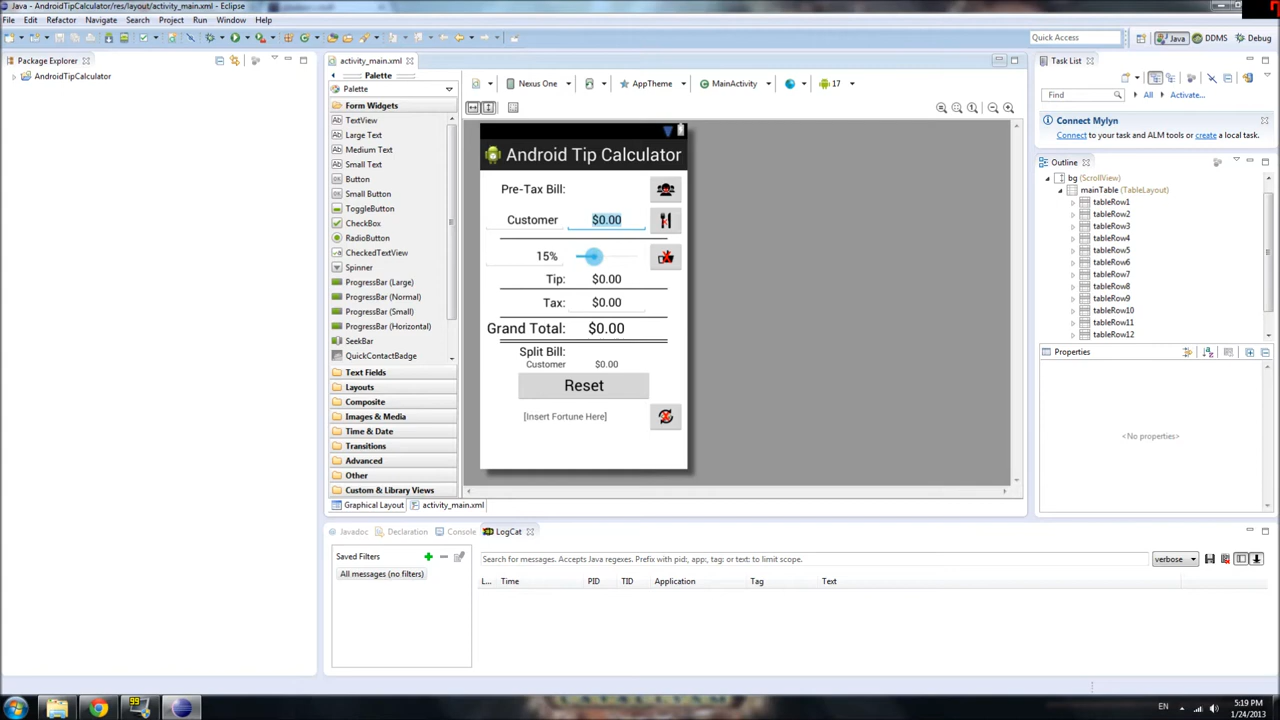 Java - AndroidTipCalculator/res/layout/activity_main.xml - Eclipse
File Edit Refactor Navigate Search Project Run Window Help
Quick Access Java DDMS Debug
Package Explorer
AndroidTipCalculator
activity_main.xml
Palette
Palette
Form Widgets
Ab TextView
Ab Large Text
Ab Medium Text
Ab Small Text
OK Button
OK Small Button
ToggleButton
CheckBox
RadioButton
CheckedTextView
Spinner
ProgressBar (Large)
ProgressBar (Normal)
ProgressBar (Small)
ProgressBar (Horizontal)
SeekBar
QuickContactBadge
Text Fields
Layouts
Composite
Images & Media
Time & Date
Transitions
Advanced
Other
Custom & Library Views
Graphical Layout activity_main.xml
Nexus One AppTheme MainActivity 17
Android Tip Calculator
Pre-Tax Bill:
Customer $0.00
15%
Tip: $0.00
Tax: $0.00
Grand Total: $0.00
Split Bill:
Customer $0.00
Reset
[Insert Fortune Here]
Task List
Find All Activate...
Connect Mylyn
Connect to your task and ALM tools or create a local task.
Outline
bg (ScrollView)
mainTable (TableLayout)
tableRow1
tableRow2
tableRow3
tableRow4
tableRow5
tableRow6
tableRow7
tableRow8
tableRow9
tableRow10
tableRow11
tableRow12
Properties
<No properties>
Javadoc Declaration Console LogCat
Saved Filters
All messages (no filters)
Search for messages. Accepts Java regexes. Prefix with pid:, app:, tag: or text: to limit scope.
verbose
L... Time PID TID Application Tag Text
99
EN
5:19 PM
1/24/2013